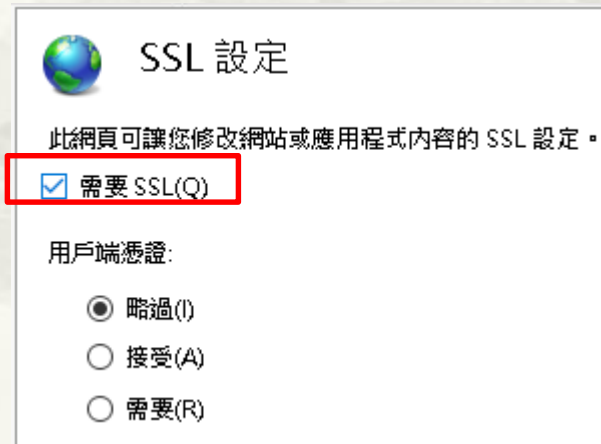 SSL 設定
此網頁可讓您修改網站或應用程式內容的 SSL 設定。
需要 SSL(Q)
用戶端憑證:
略過(I)
接受(A)
需要(R)